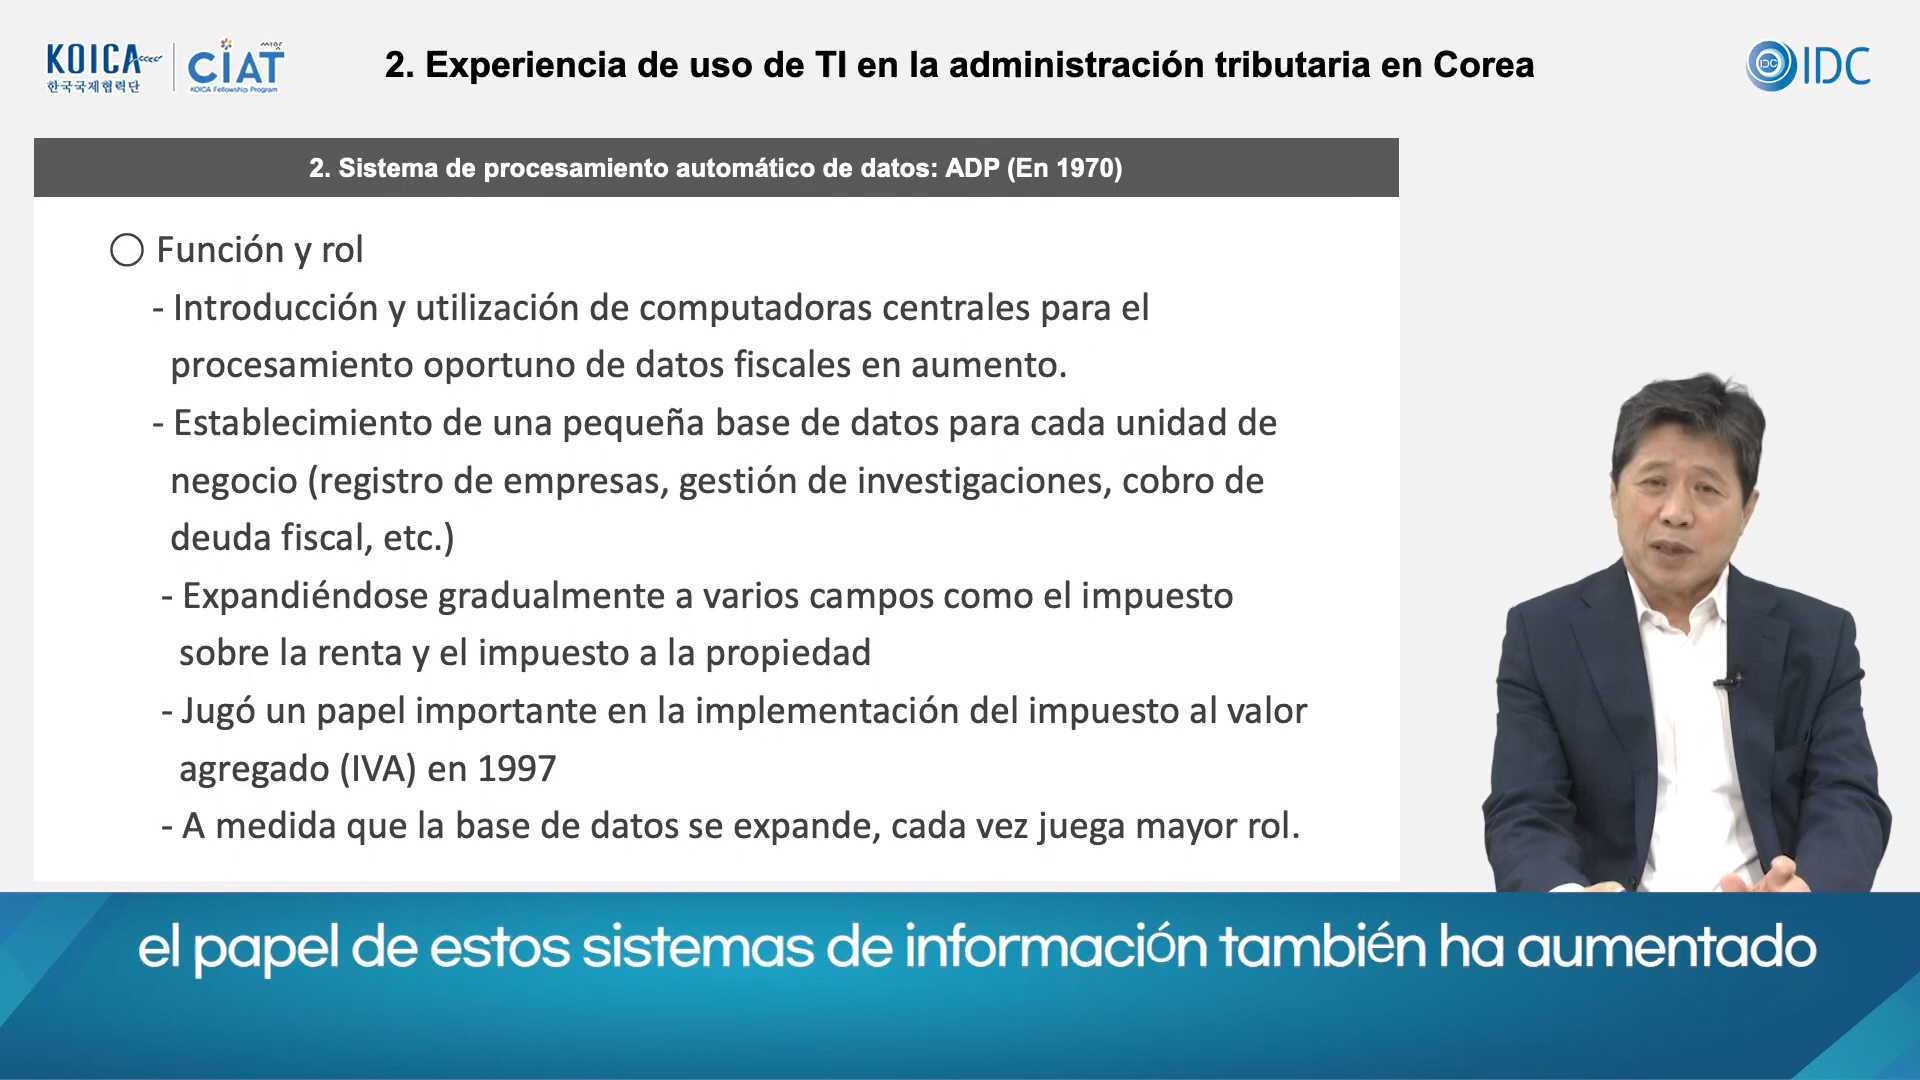 KOICA
한국국제협력단
CIAT
KOICA Fellowship Program
2. Experiencia de uso de TI en la administración tributaria en Corea
IDC
2. Sistema de procesamiento automático de datos: ADP (En 1970)
○ Función y rol
- Introducción y utilización de computadoras centrales para el
procesamiento oportuno de datos fiscales en aumento.
- Establecimiento de una pequeña base de datos para cada unidad de
negocio (registro de empresas, gestión de investigaciones, cobro de
deuda fiscal, etc.)
- Expandiéndose gradualmente a varios campos como el impuesto
sobre la renta y el impuesto a la propiedad
- Jugó un papel importante en la implementación del impuesto al valor
agregado (IVA) en 1997
- A medida que la base de datos se expande, cada vez juega mayor rol.
el papel de estos sistemas de información también ha aumentado